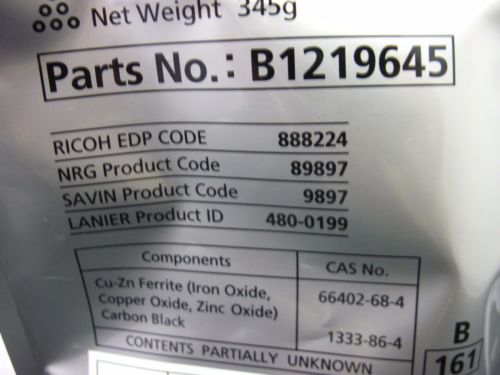 Net Weight 345g
Parts No.: B1219645
RICOH EDP CODE 888224
NRG Product Code 89897
SAVIN Product Code 9897
LANIER Product ID 480-0199
Components CAS No.
Cu-Zn Ferrite (Iron Oxide,
Copper Oxide, Zinc Oxide) 66402-68-4
Carbon Black 1333-86-4
CONTENTS PARTIALLY UNKNOWN
B
161